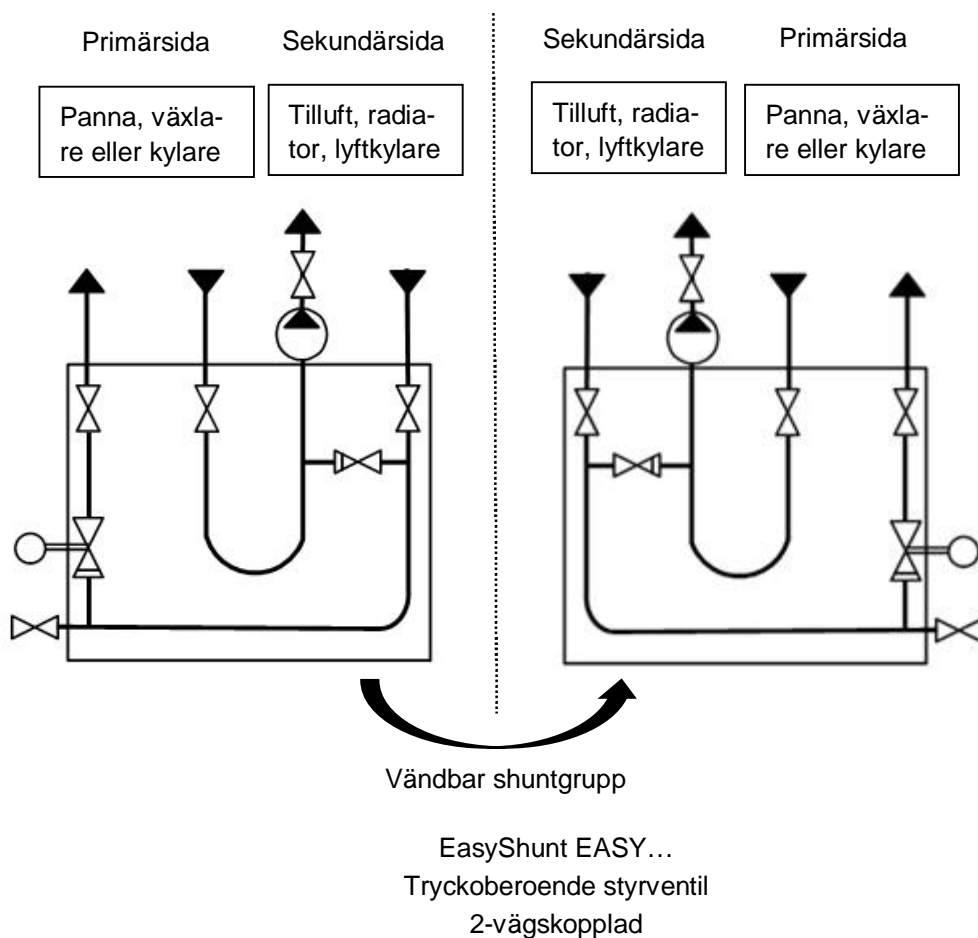 Primärsida
Sekundärsida
Sekundärsida
Primärsida
Panna, växla-
re eller kylare
Tilluft, radia-
tor, lyftkylare
Tilluft, radia-
tor, lyftkylare
Panna, växla-
re eller kylare
Vändbar shuntgrupp
EasyShunt EASY…
Tryckoberoende styrventil
2-vägskopplad